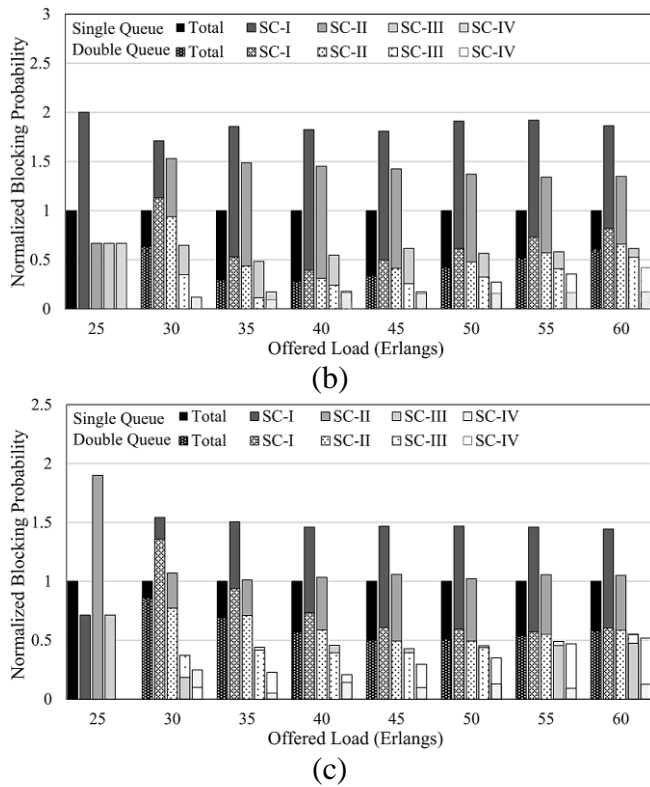 Single Queue Total SC-I SC-II SC-III SC-IV
Double Queue Total SC-I SC-II SC-III SC-IV
3
2.5
2
1.5
1
0.5
0
Normalized Blocking Probability
25 30 35 40 45 50 55 60
Offered Load (Erlangs)
(b)
Single Queue Total SC-I SC-II SC-III SC-IV
Double Queue Total SC-I SC-II SC-III SC-IV
2.5
2
1.5
1
0.5
0
Normalized Blocking Probability
25 30 35 40 45 50 55 60
Offered Load (Erlangs)
(c)